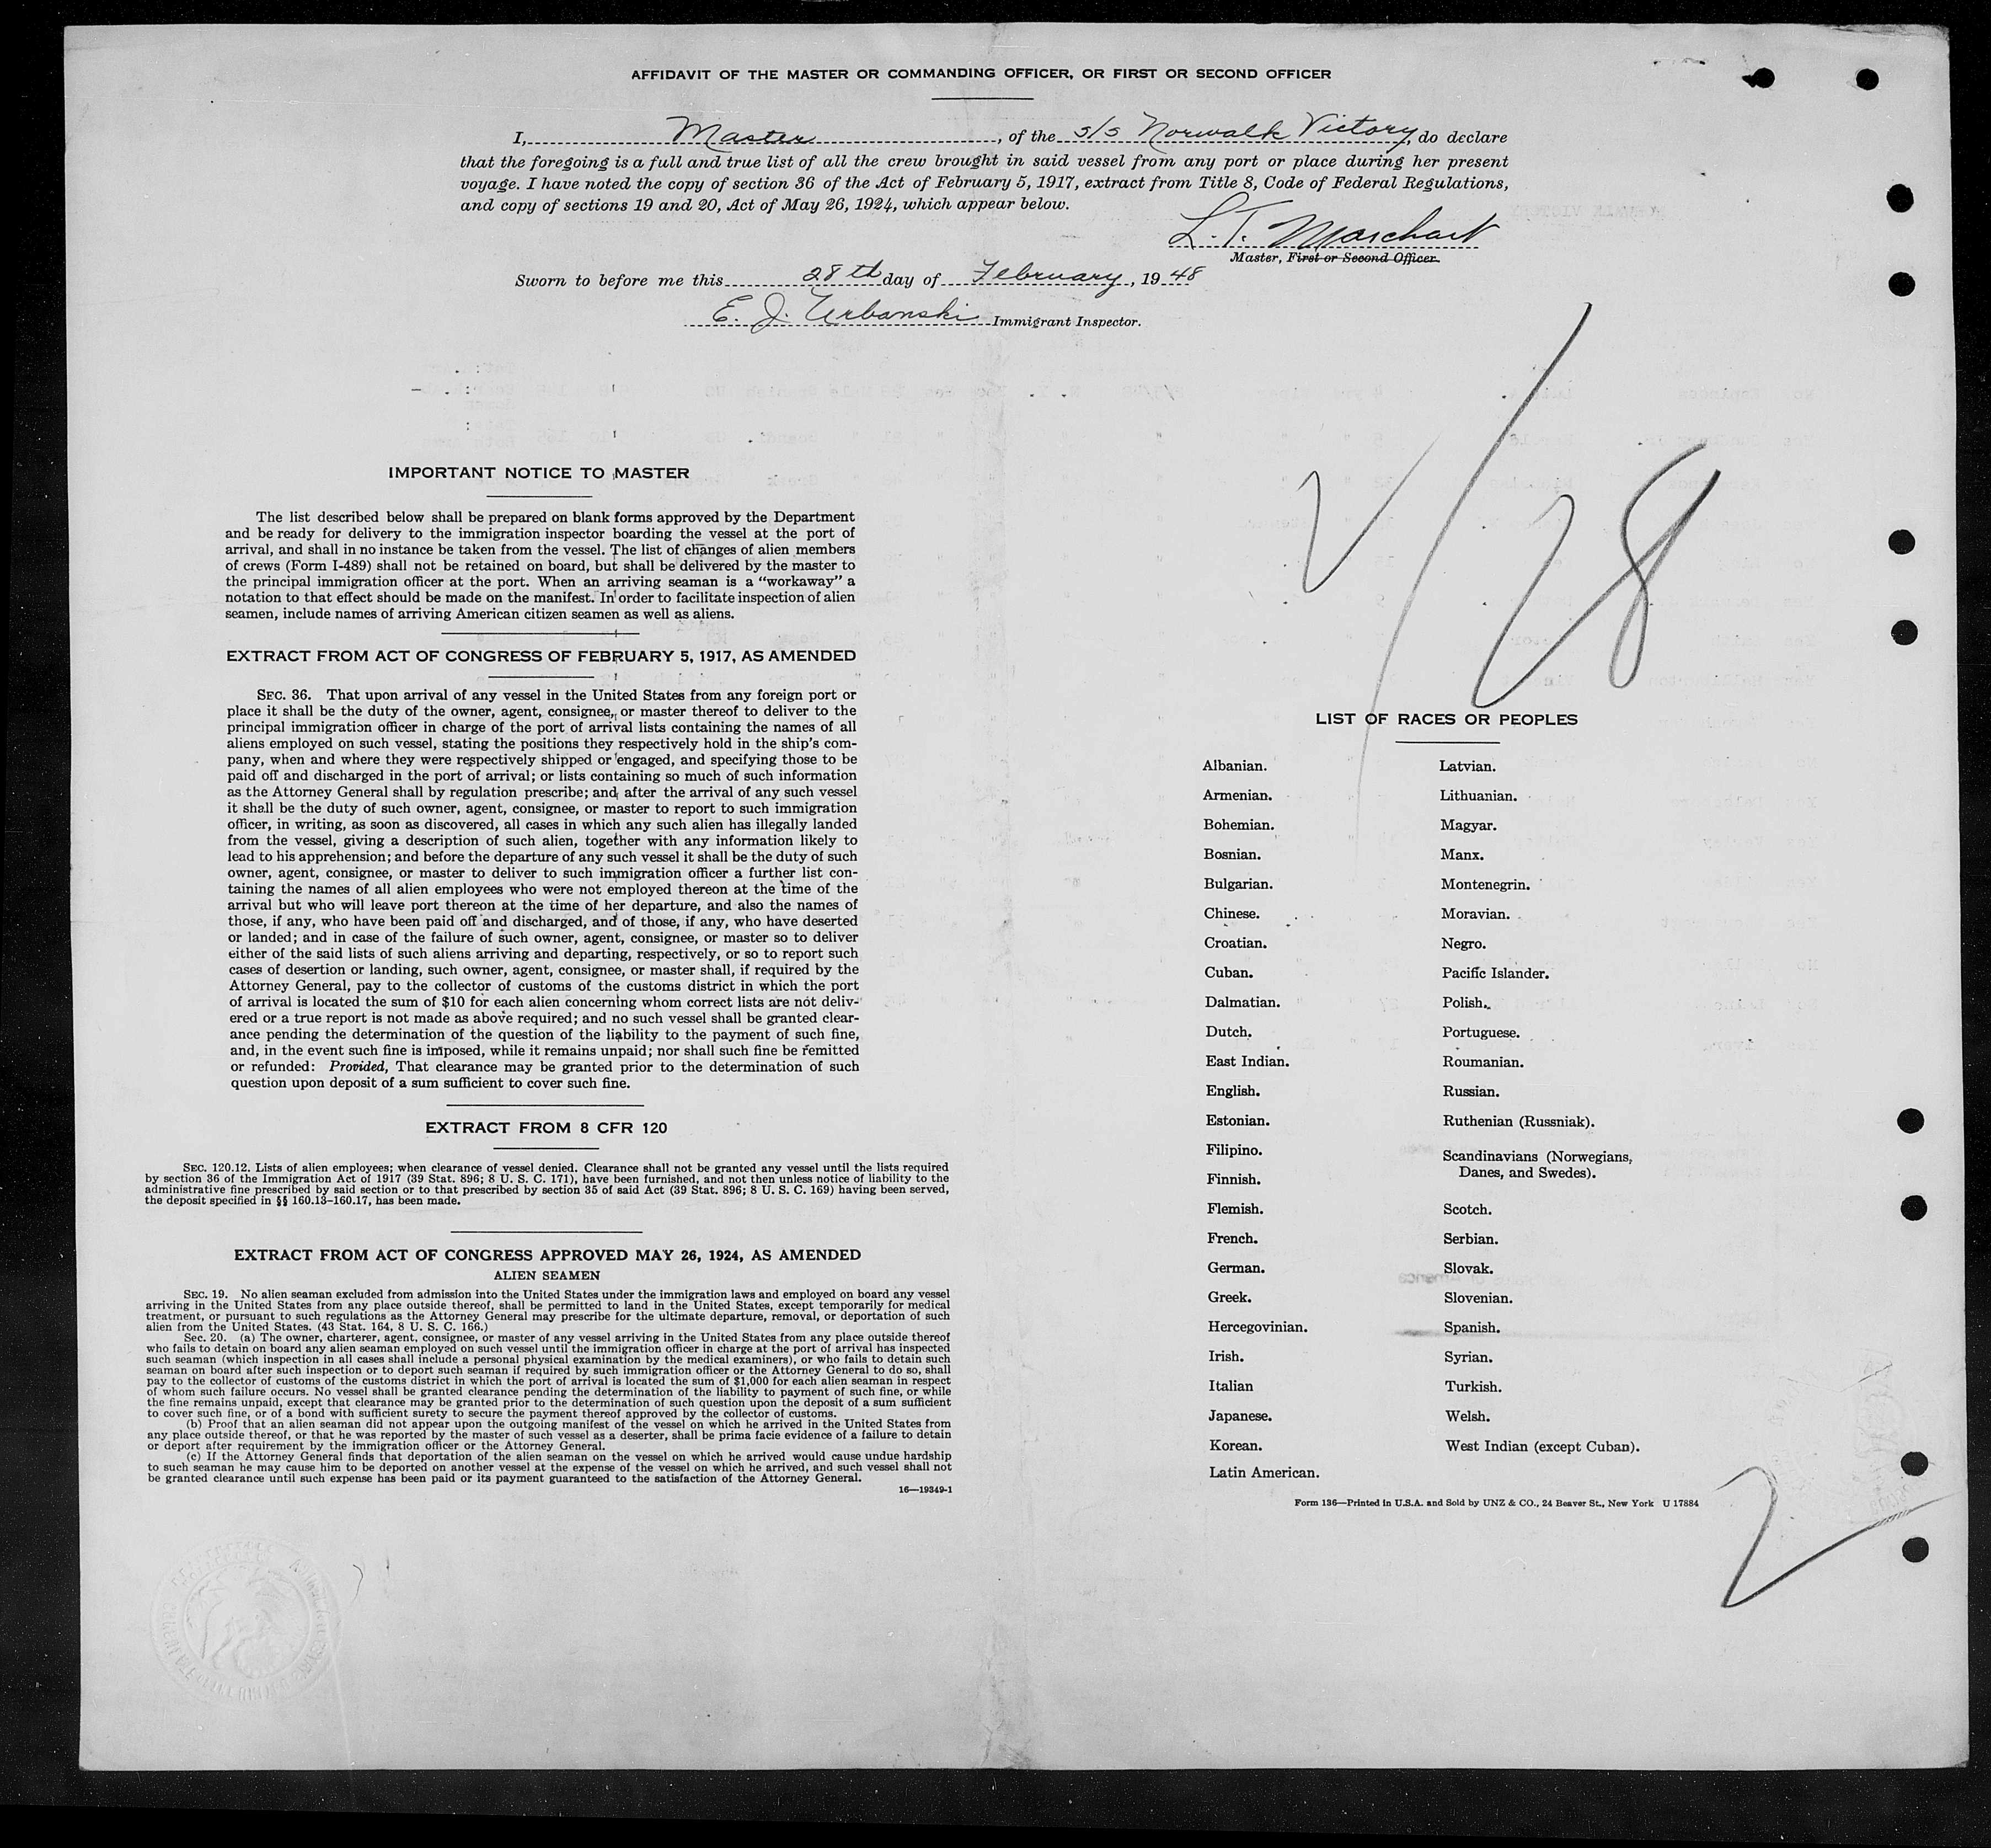 AFFIDAVIT OF THE MASTER OR COMMANDING OFFICER, OR FIRST OR SECOND OFFICER
I, Master, of the s/s Norwalk Victory, do declare
that the foregoing is a full and true list of all the crew brought in said vessel from any port or place during her present
voyage. I have noted the copy of section 36 of the Act of February 5, 1917, extract from Title 8, Code of Federal Regulations,
and copy of sections 19 and 20, Act of May 26, 1924, which appear below.
L. T. Marchant
Master, First or Second Officer.
Sworn to before me this 28th day of February, 1948
E. J. Urbanski Immigrant Inspector.
2/28
IMPORTANT NOTICE TO MASTER
The list described below shall be prepared on blank forms approved by the Department
and be ready for delivery to the immigration inspector boarding the vessel at the port of
arrival, and shall in no instance be taken from the vessel. The list of changes of alien members
of crews (Form I-489) shall not be retained on board, but shall be delivered by the master to
the principal immigration officer at the port. When an arriving seaman is a "workaway" a
notation to that effect should be made on the manifest. In order to facilitate inspection of alien
seamen, include names of arriving American citizen seamen as well as aliens.
EXTRACT FROM ACT OF CONGRESS OF FEBRUARY 5, 1917, AS AMENDED
SEC. 36. That upon arrival of any vessel in the United States from any foreign port or
place it shall be the duty of the owner, agent, consignee, or master thereof to deliver to the
principal immigration officer in charge of the port of arrival lists containing the names of all
aliens employed on such vessel, stating the positions they respectively hold in the ship's com-
pany, when and where they were respectively shipped or engaged, and specifying those to be
paid off and discharged in the port of arrival; or lists containing so much of such information
as the Attorney General shall by regulation prescribe; and after the arrival of any such vessel
it shall be the duty of such owner, agent, consignee, or master to report to such immigration
officer, in writing, as soon as discovered, all cases in which any such alien has illegally landed
from the vessel, giving a description of such alien, together with any information likely to
lead to his apprehension; and before the departure of any such vessel it shall be the duty of such
owner, agent, consignee, or master to deliver to such immigration officer a further list con-
taining the names of all alien employees who were not employed thereon at the time of the
arrival but who will leave port thereon at the time of her departure, and also the names of
those, if any, who have been paid off and discharged, and of those, if any, who have deserted
or landed; and in case of the failure of such owner, agent, consignee, or master so to deliver
either of the said lists of such aliens arriving and departing, respectively, or so to report such
cases of desertion or landing, such owner, agent, consignee, or master shall, if required by the
Attorney General, pay to the collector of customs of the customs district in which the port
of arrival is located the sum of $10 for each alien concerning whom correct lists are not deliv-
ered or a true report is not made as above required; and no such vessel shall be granted clear-
ance pending the determination of the question of the liability to the payment of such fine,
and, in the event such fine is imposed, while it remains unpaid; nor shall such fine be remitted
or refunded: Provided, That clearance may be granted prior to the determination of such
question upon deposit of a sum sufficient to cover such fine.
EXTRACT FROM 8 CFR 120
SEC. 120.12. Lists of alien employees; when clearance of vessel denied. Clearance shall not be granted any vessel until the lists required
by section 36 of the Immigration Act of 1917 (39 Stat. 896; 8 U. S. C. 171), have been furnished, and not then unless notice of liability to the
administrative fine prescribed by said section or to that prescribed by section 35 of said Act (39 Stat. 896; 8 U. S. C. 169) having been served,
the deposit specified in §§ 160.13-160.17, has been made.
EXTRACT FROM ACT OF CONGRESS APPROVED MAY 26, 1924, AS AMENDED
ALIEN SEAMEN
SEC. 19. No alien seaman excluded from admission into the United States under the immigration laws and employed on board any vessel
arriving in the United States from any place outside thereof, shall be permitted to land in the United States, except temporarily for medical
treatment, or pursuant to such regulations as the Attorney General may prescribe for the ultimate departure, removal, or deportation of such
alien from the United States. (43 Stat. 164, 8 U. S. C. 166.)
Sec. 20. (a) The owner, charterer, agent, consignee, or master of any vessel arriving in the United States from any place outside thereof
who fails to detain on board any alien seaman employed on such vessel until the immigration officer in charge at the port of arrival has inspected
such seaman (which inspection in all cases shall include a personal physical examination by the medical examiners), or who fails to detain such
seaman on board after such inspection or to deport such seaman if required by such immigration officer or the Attorney General to do so, shall
pay to the collector of customs of the customs district in which the port of arrival is located the sum of $1,000 for each alien seaman in respect
of whom such failure occurs. No vessel shall be granted clearance pending the determination of the liability to payment of such fine, or while
the fine remains unpaid, except that clearance may be granted prior to the determination of such question upon the deposit of a sum sufficient
to cover such fine, or of a bond with sufficient surety to secure the payment thereof approved by the collector of customs.
(b) Proof that an alien seaman did not appear upon the outgoing manifest of the vessel on which he arrived in the United States from
any place outside thereof, or that he was reported by the master of such vessel as a deserter, shall be prima facie evidence of a failure to detain
or deport after requirement by the immigration officer or the Attorney General.
(c) If the Attorney General finds that deportation of the alien seaman on the vessel on which he arrived would cause undue hardship
to such seaman he may cause him to be deported on another vessel at the expense of the vessel on which he arrived, and such vessel shall not
be granted clearance until such expense has been paid or its payment guaranteed to the satisfaction of the Attorney General.
16—19349-1
LIST OF RACES OR PEOPLES
Albanian.
Armenian.
Bohemian.
Bosnian.
Bulgarian.
Chinese.
Croatian.
Cuban.
Dalmatian.
Dutch.
East Indian.
English.
Estonian.
Filipino.
Finnish.
Flemish.
French.
German.
Greek.
Hercegovinian.
Irish.
Italian
Japanese.
Korean.
Latin American.
Latvian.
Lithuanian.
Magyar.
Manx.
Montenegrin.
Moravian.
Negro.
Pacific Islander.
Polish.
Portuguese.
Roumanian.
Russian.
Ruthenian (Russniak).
Scandinavians (Norwegians,
Danes, and Swedes).
Scotch.
Serbian.
Slovak.
Slovenian.
Spanish.
Syrian.
Turkish.
Welsh.
West Indian (except Cuban).
Form 136—Printed in U.S.A. and Sold by UNZ & CO., 24 Beaver St., New York U 17884
2